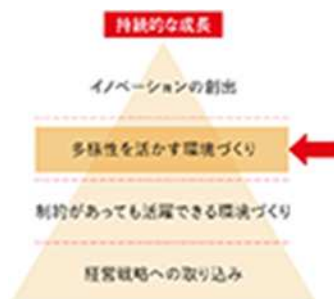 持続的な成長
イノベーションの創出
多様性を活かす環境づくり
制約があっても活躍できる環境づくり
経営戦略への取り込み